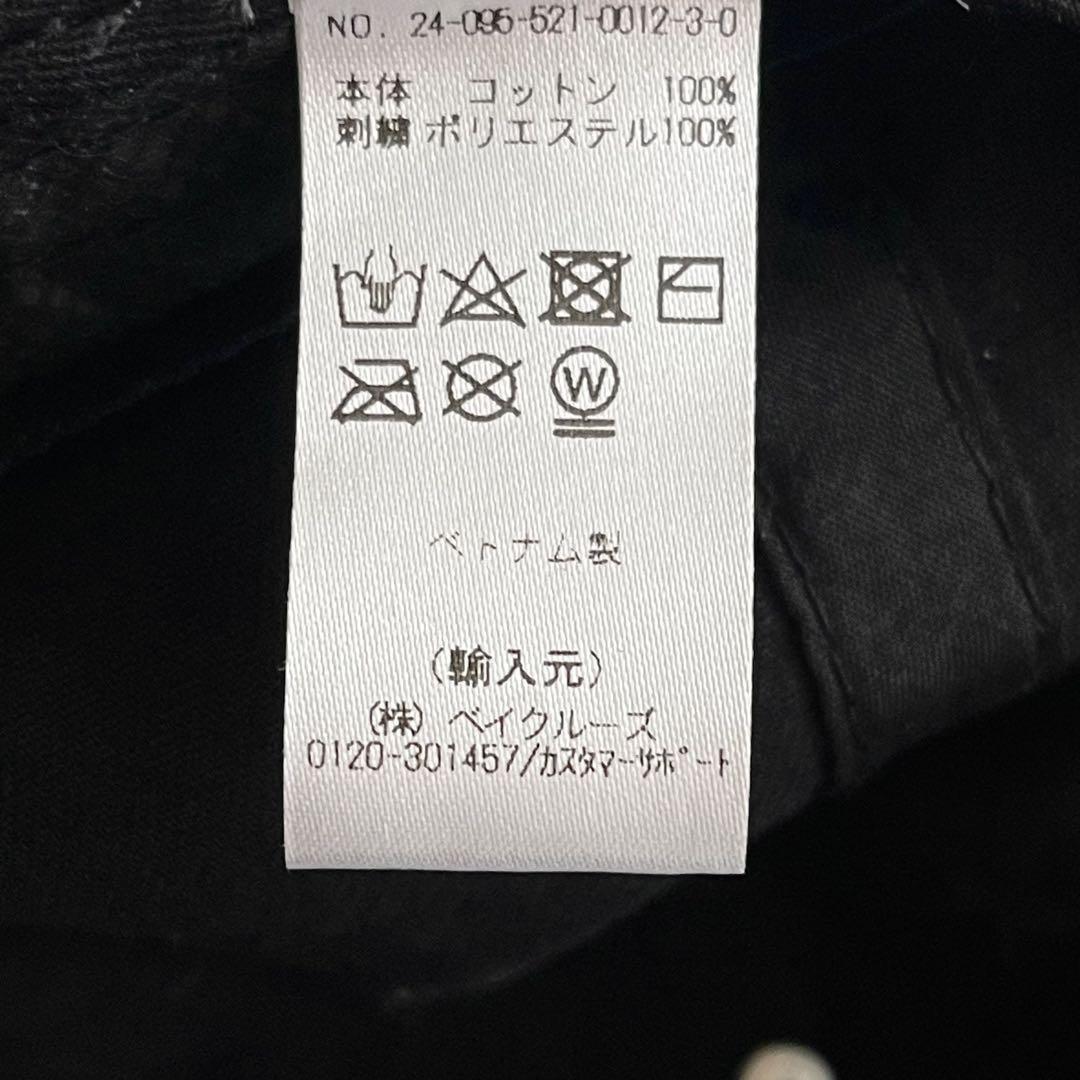 NO. 24-095-521-0012-3-0
本体 コットン 100%
刺繍 ポリエステル100%
W
ベトナム製
(輸入元)
(株) ベイクルーズ
0120-301457/カスタマーサポート